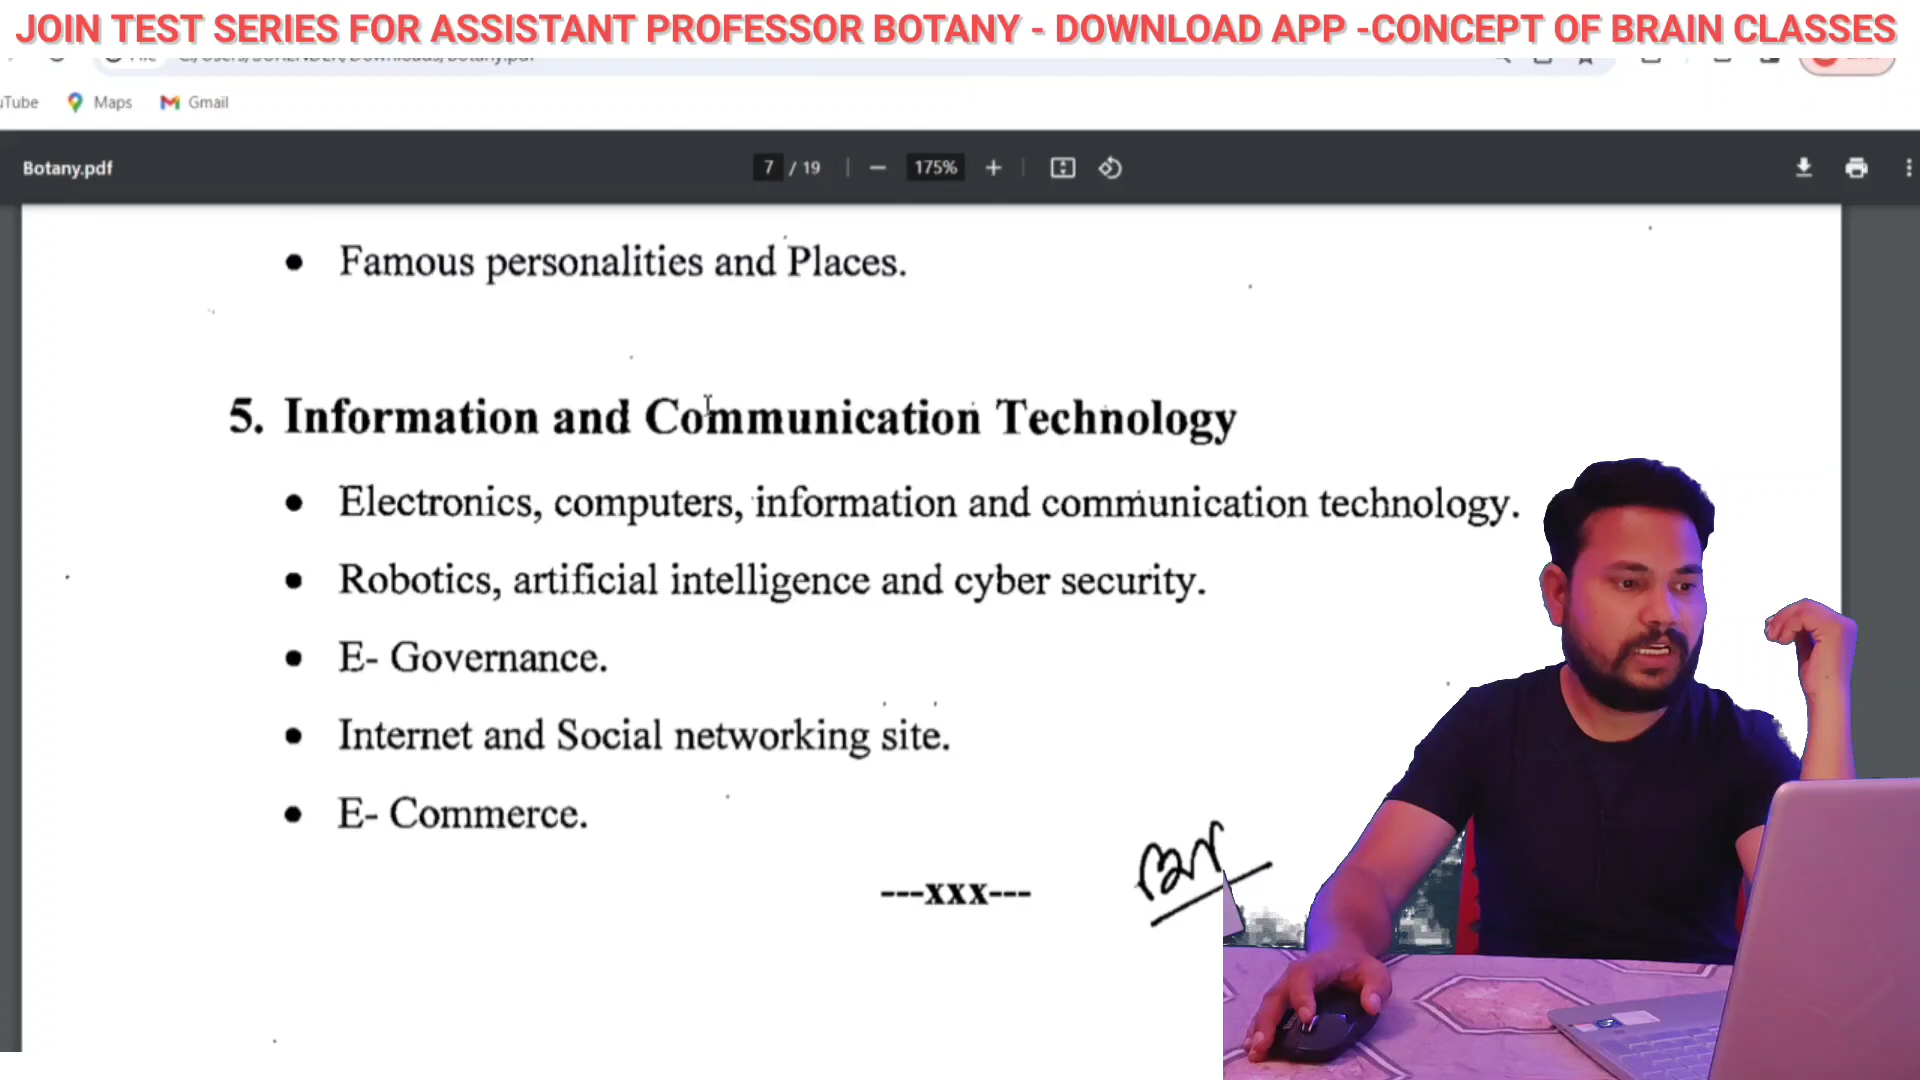 JOIN TEST SERIES FOR ASSISTANT PROFESSOR BOTANY - DOWNLOAD APP -CONCEPT OF BRAIN CLASSES
uTube Maps Gmail
Botany.pdf 7 / 19 175%
• Famous personalities and Places.
5. Information and Communication Technology
• Electronics, computers, information and communication technology.
• Robotics, artificial intelligence and cyber security.
• E- Governance.
• Internet and Social networking site.
• E- Commerce.
---xxx---